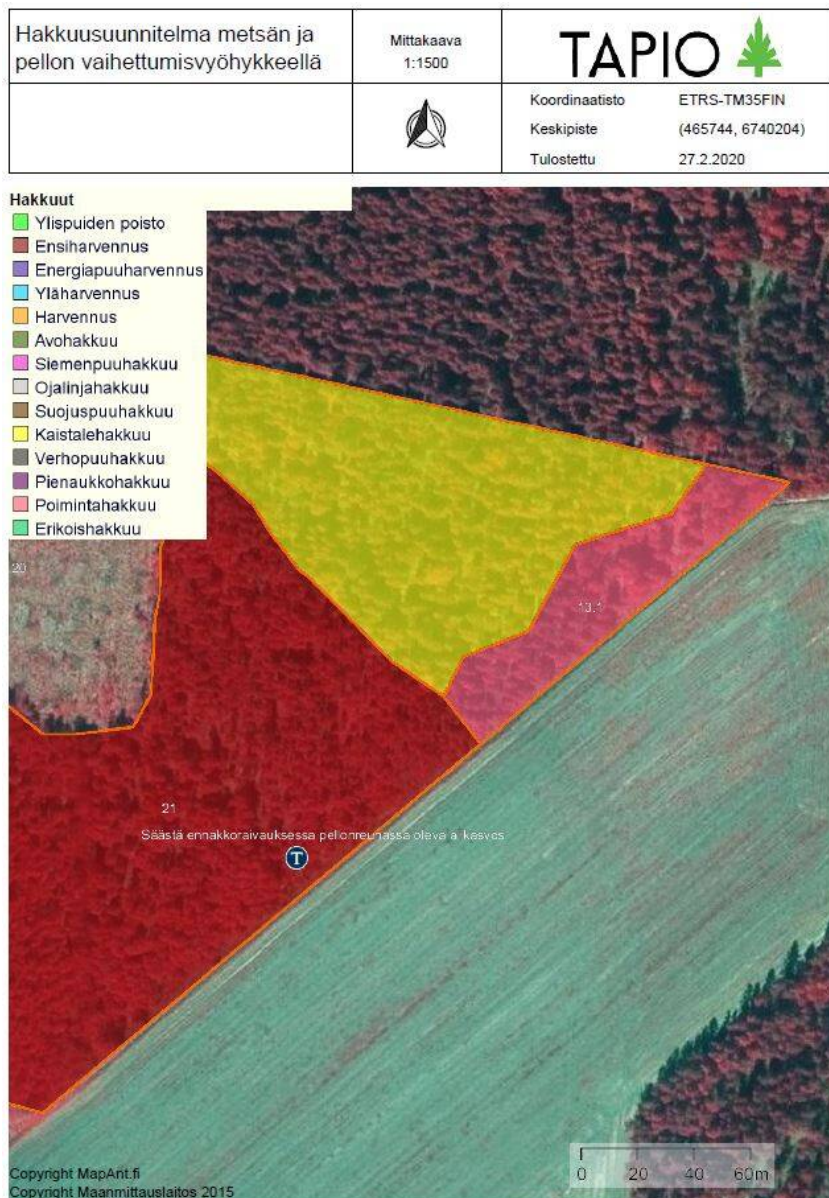 Hakkuusuunnitelma metsän ja
pellon vaihettumisvyöhykkeellä
Mittakaava
1:1500
TAPIO
Koordinaatisto ETRS-TM35FIN
Keskipiste (465744, 6740204)
Tulostettu 27.2.2020
Hakkuut
Ylispuiden poisto
Ensiharvennus
Energiapuuharvennus
Yläharvennus
Harvennus
Avohakkuu
Siemenpuuhakkuu
Ojalinjahakkuu
Suojuspuuhakkuu
Kaistalehakkuu
Verhopuuhakkuu
Pienaukkohakkuu
Poimintahakkuu
Erikoishakkuu
20
13.1
21
Säästä ennakkoraivauksessa pellonreunassa oleva alikasvos
T
0 20 40 60m
Copyright MapAnt.fi
Copyright Maanmittauslaitos 2015